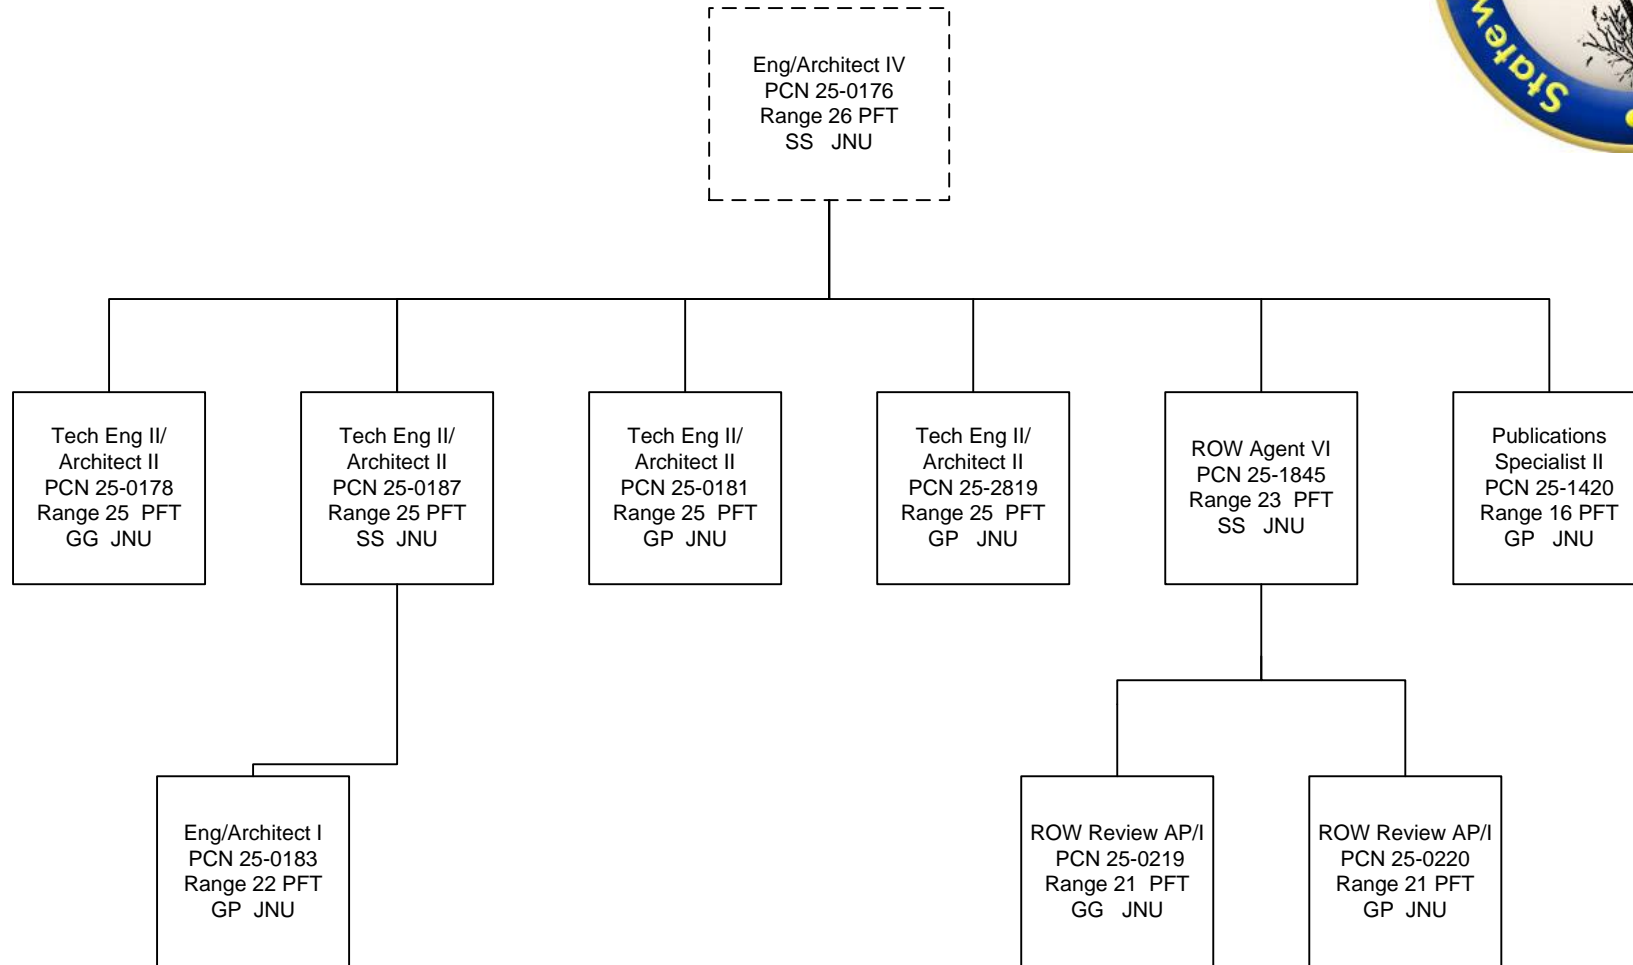 Eng/Architect IV
PCN 25-0176
Range 26 PFT
SS JNU
Tech Eng II/
Architect II
PCN 25-0178
Range 25 PFT
GG JNU
Tech Eng II/
Architect II
PCN 25-0187
Range 25 PFT
SS JNU
Tech Eng II/
Architect II
PCN 25-0181
Range 25 PFT
GP JNU
Tech Eng II/
Architect II
PCN 25-2819
Range 25 PFT
GP JNU
ROW Agent VI
PCN 25-1845
Range 23 PFT
SS JNU
Publications
Specialist II
PCN 25-1420
Range 16 PFT
GP JNU
Eng/Architect I
PCN 25-0183
Range 22 PFT
GP JNU
ROW Review AP/I
PCN 25-0219
Range 21 PFT
GG JNU
ROW Review AP/I
PCN 25-0220
Range 21 PFT
GP JNU